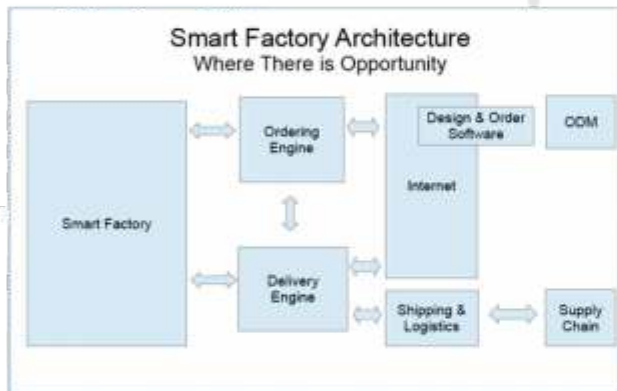 Smart Factory Architecture
Where There is Opportunity
Smart Factory
Ordering
Engine
Design & Order
Software
ODM
Internet
Delivery
Engine
Shipping &
Logistics
Supply
Chain